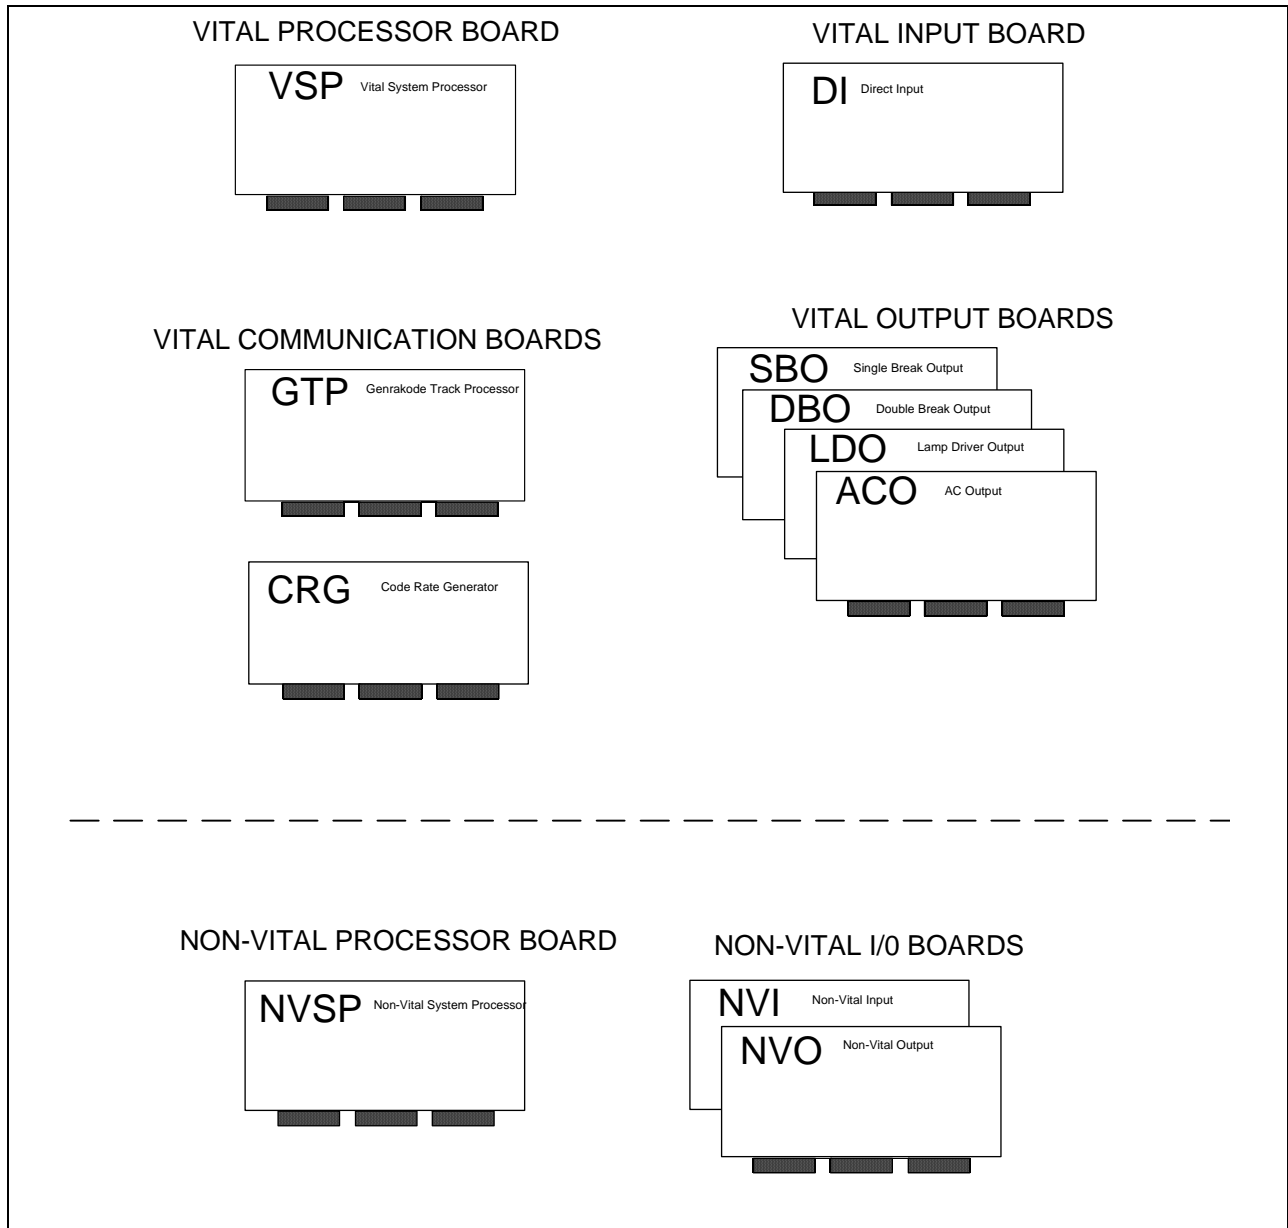 VITAL PROCESSOR BOARD
VSP Vital System Processor
VITAL INPUT BOARD
DI Direct Input
VITAL COMMUNICATION BOARDS
GTP Genrakode Track Processor
CRG Code Rate Generator
VITAL OUTPUT BOARDS
SBO Single Break Output
DBO Double Break Output
LDO Lamp Driver Output
ACO AC Output
NON-VITAL PROCESSOR BOARD
NVSP Non-Vital System Processor
NON-VITAL I/0 BOARDS
NVI Non-Vital Input
NVO Non-Vital Output